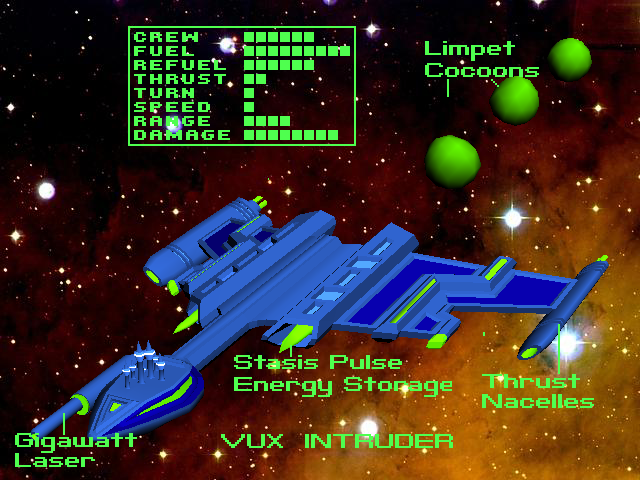 CREW
FUEL
REFUEL
THRUST
TURN
SPEED
RANGE
DAMAGE
Limpet
Cocoons
Stasis Pulse
Energy Storage
Thrust
Nacelles
Gigawatt
Laser
VUX INTRUDER